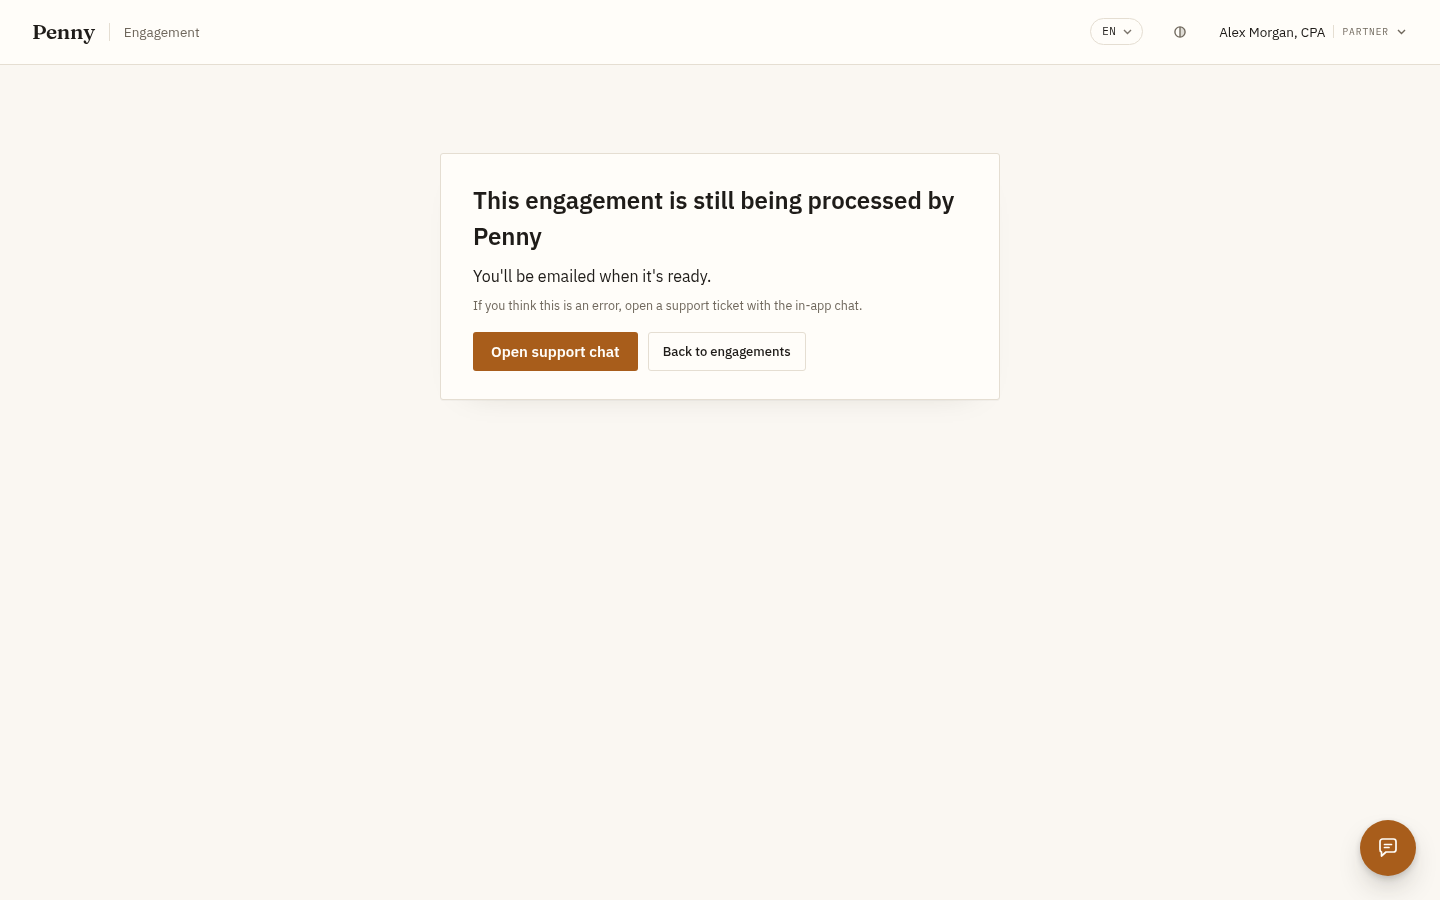 Penny
Engagement
EN
Alex Morgan, CPA
PARTNER
This engagement is still being processed by
Penny
You'll be emailed when it's ready.
If you think this is an error, open a support ticket with the in-app chat.
Open support chat
Back to engagements